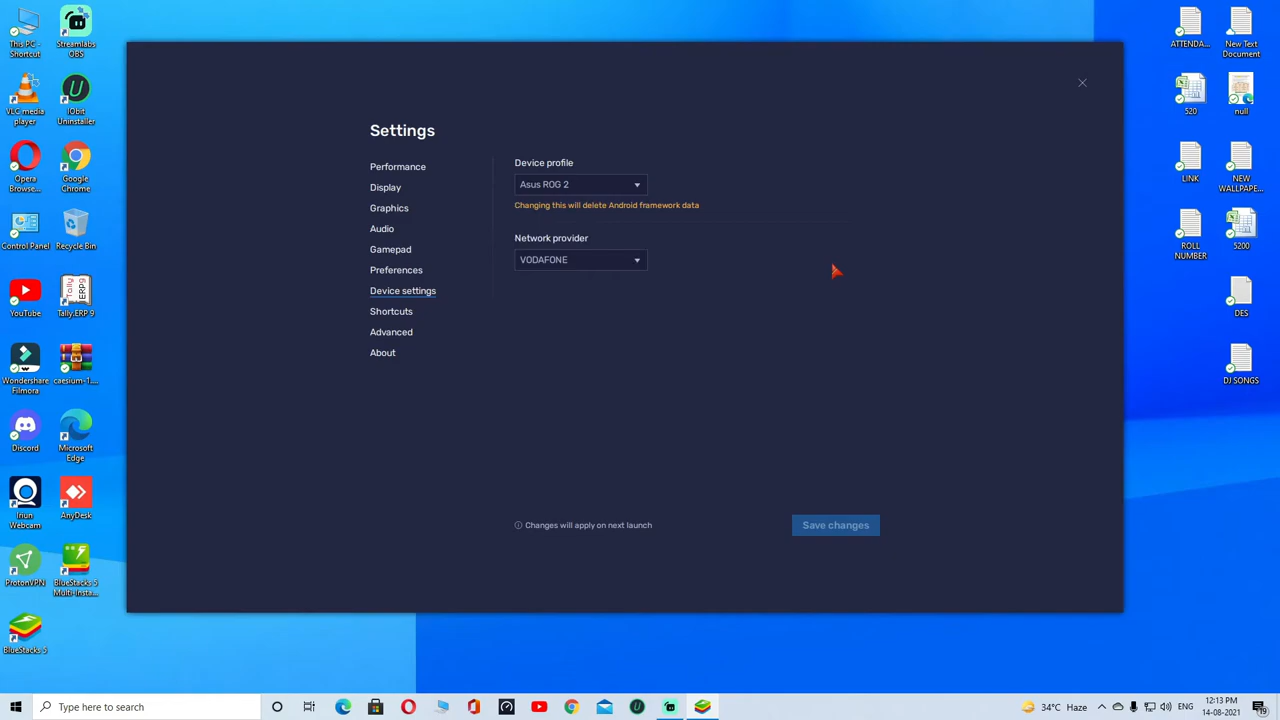 This PC -
Shortcut
Streamlabs
OBS
VLC media
player
IObit
Uninstaller
Opera
Browse...
Google
Chrome
Control Panel
Recycle Bin
YouTube
Tally.ERP 9
Wondershare
Filmora
caesium-1....
Discord
Microsoft
Edge
Iriun
Webcam
AnyDesk
ProtonVPN
BlueStacks 5
Multi-Insta...
BlueStacks 5
Settings
Performance
Display
Graphics
Audio
Gamepad
Preferences
Device settings
Shortcuts
Advanced
About
Device profile
Asus ROG 2
Changing this will delete Android framework data
Network provider
VODAFONE
Changes will apply on next launch
Save changes
ATTENDA...
New Text
Document
520
null
LINK
NEW
WALLPAPE...
ROLL
NUMBER
5200
DES
DJ SONGS
Type here to search
34°C Haze
ENG
12:13 PM
14-08-2021
19